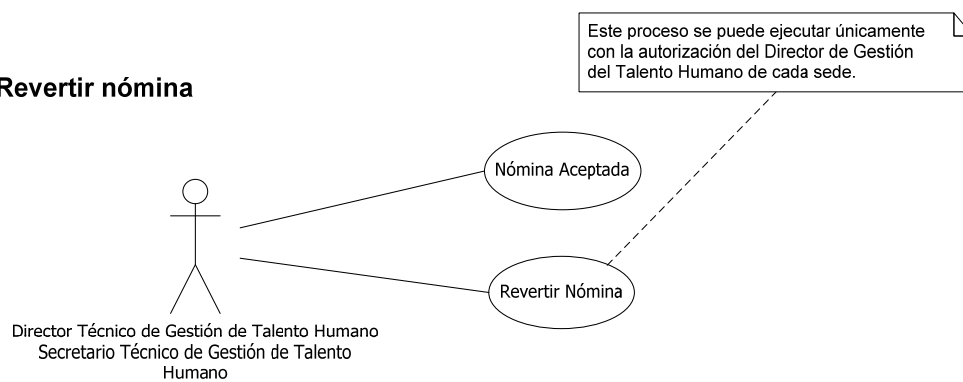 Este proceso se puede ejecutar únicamente
con la autorización del Director de Gestión
del Talento Humano de cada sede.
Revertir nómina
Nómina Aceptada
Revertir Nómina
Director Técnico de Gestión de Talento Humano
Secretario Técnico de Gestión de Talento
Humano